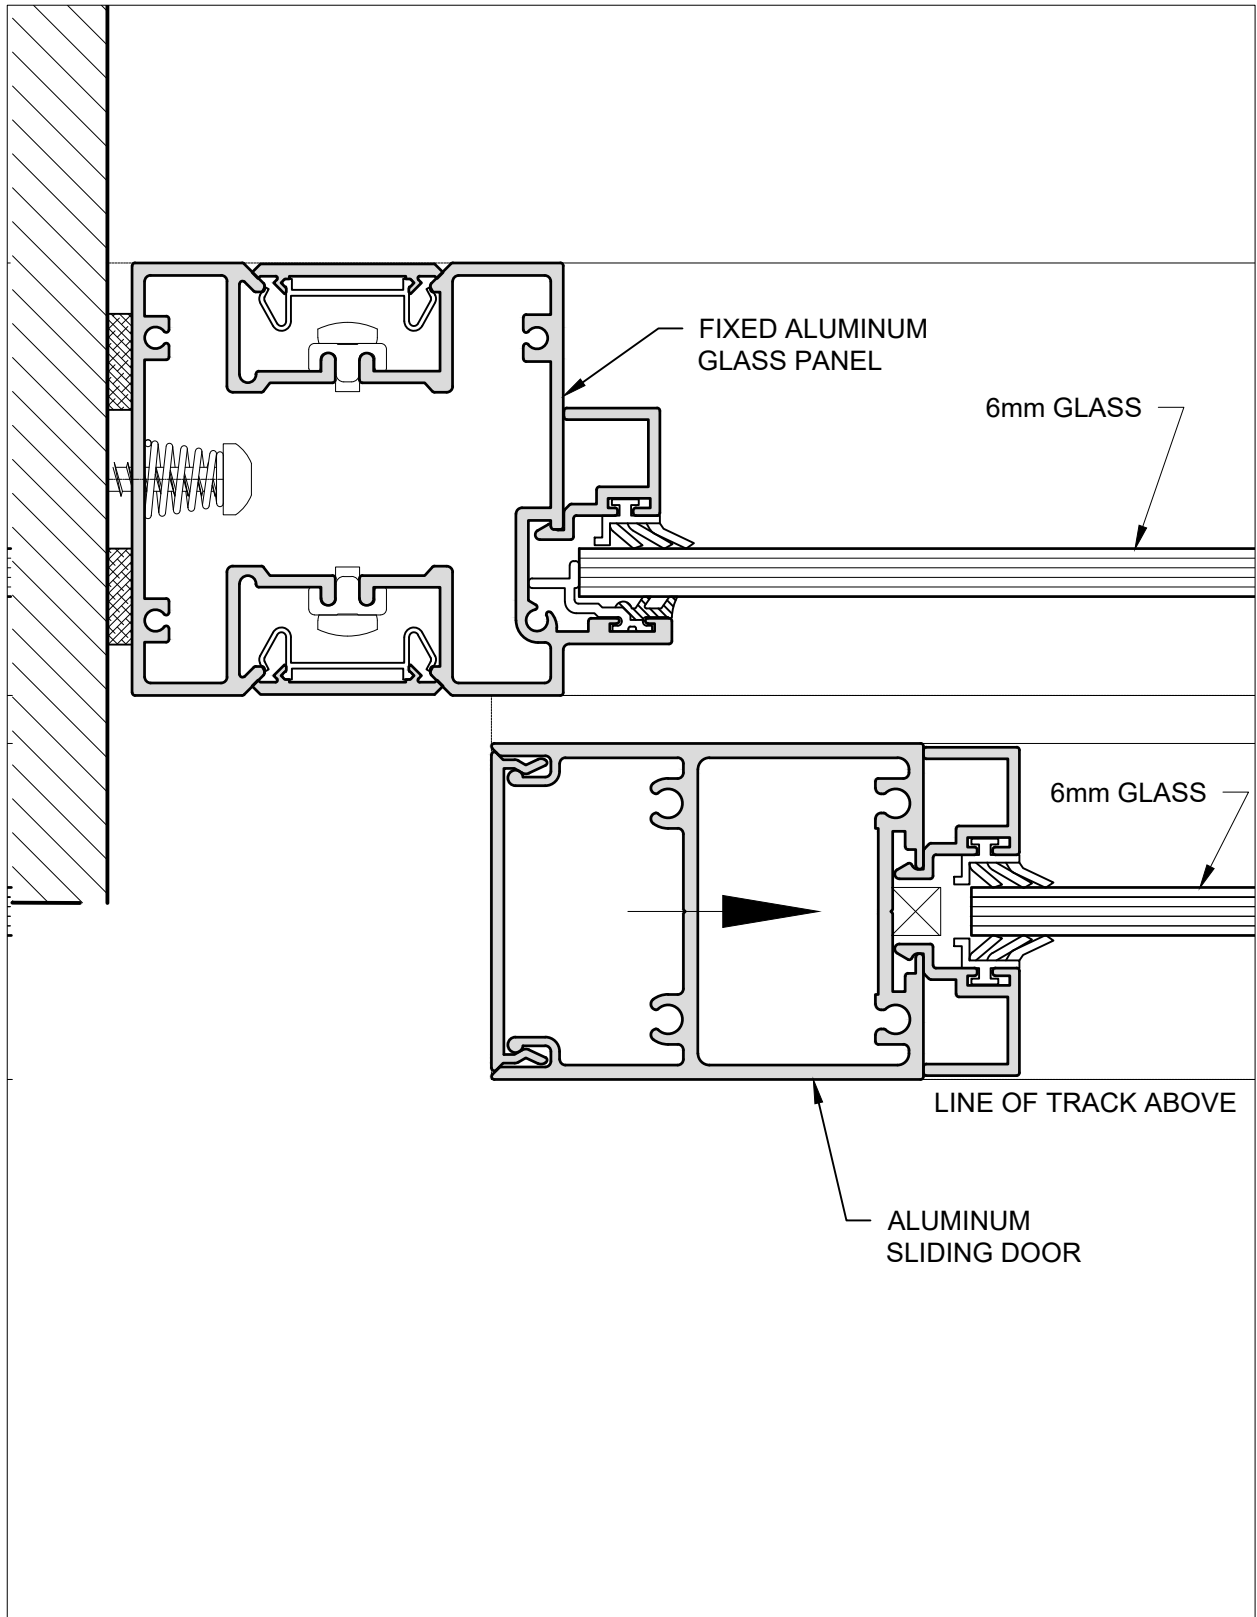 FIXED ALUMINUM
GLASS PANEL
6mm GLASS
6mm GLASS
LINE OF TRACK ABOVE
ALUMINUM
SLIDING DOOR